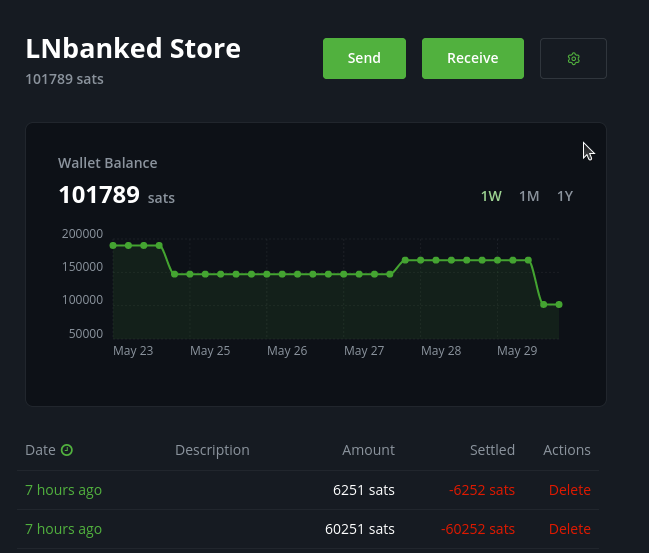 LNbanked Store
101789 sats
Send
Receive
Wallet Balance
101789 sats
1W 1M 1Y
200000
150000
100000
50000
May 23 May 25 May 26 May 27 May 28 May 29
Date Description Amount Settled Actions
7 hours ago 6251 sats -6252 sats Delete
7 hours ago 60251 sats -60252 sats Delete